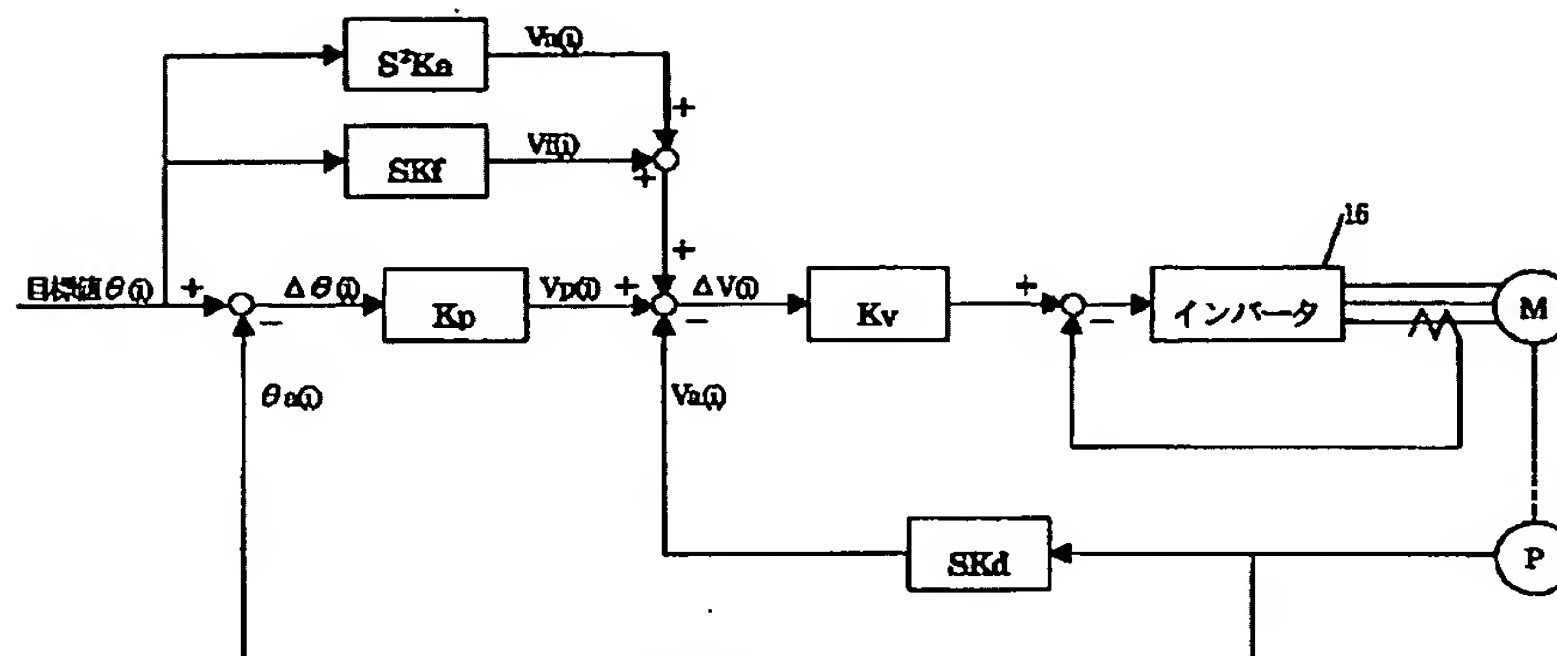 S²Ka
Vn(i)
+
SKf
Vf(i)
+
16
+
目標値θ(i)
+
Δθ(i)
Kp
Vp(i)
+
ΔV(i)
Kv
+
インバータ
M
−
−
−
θa(i)
Va(i)
SKd
P